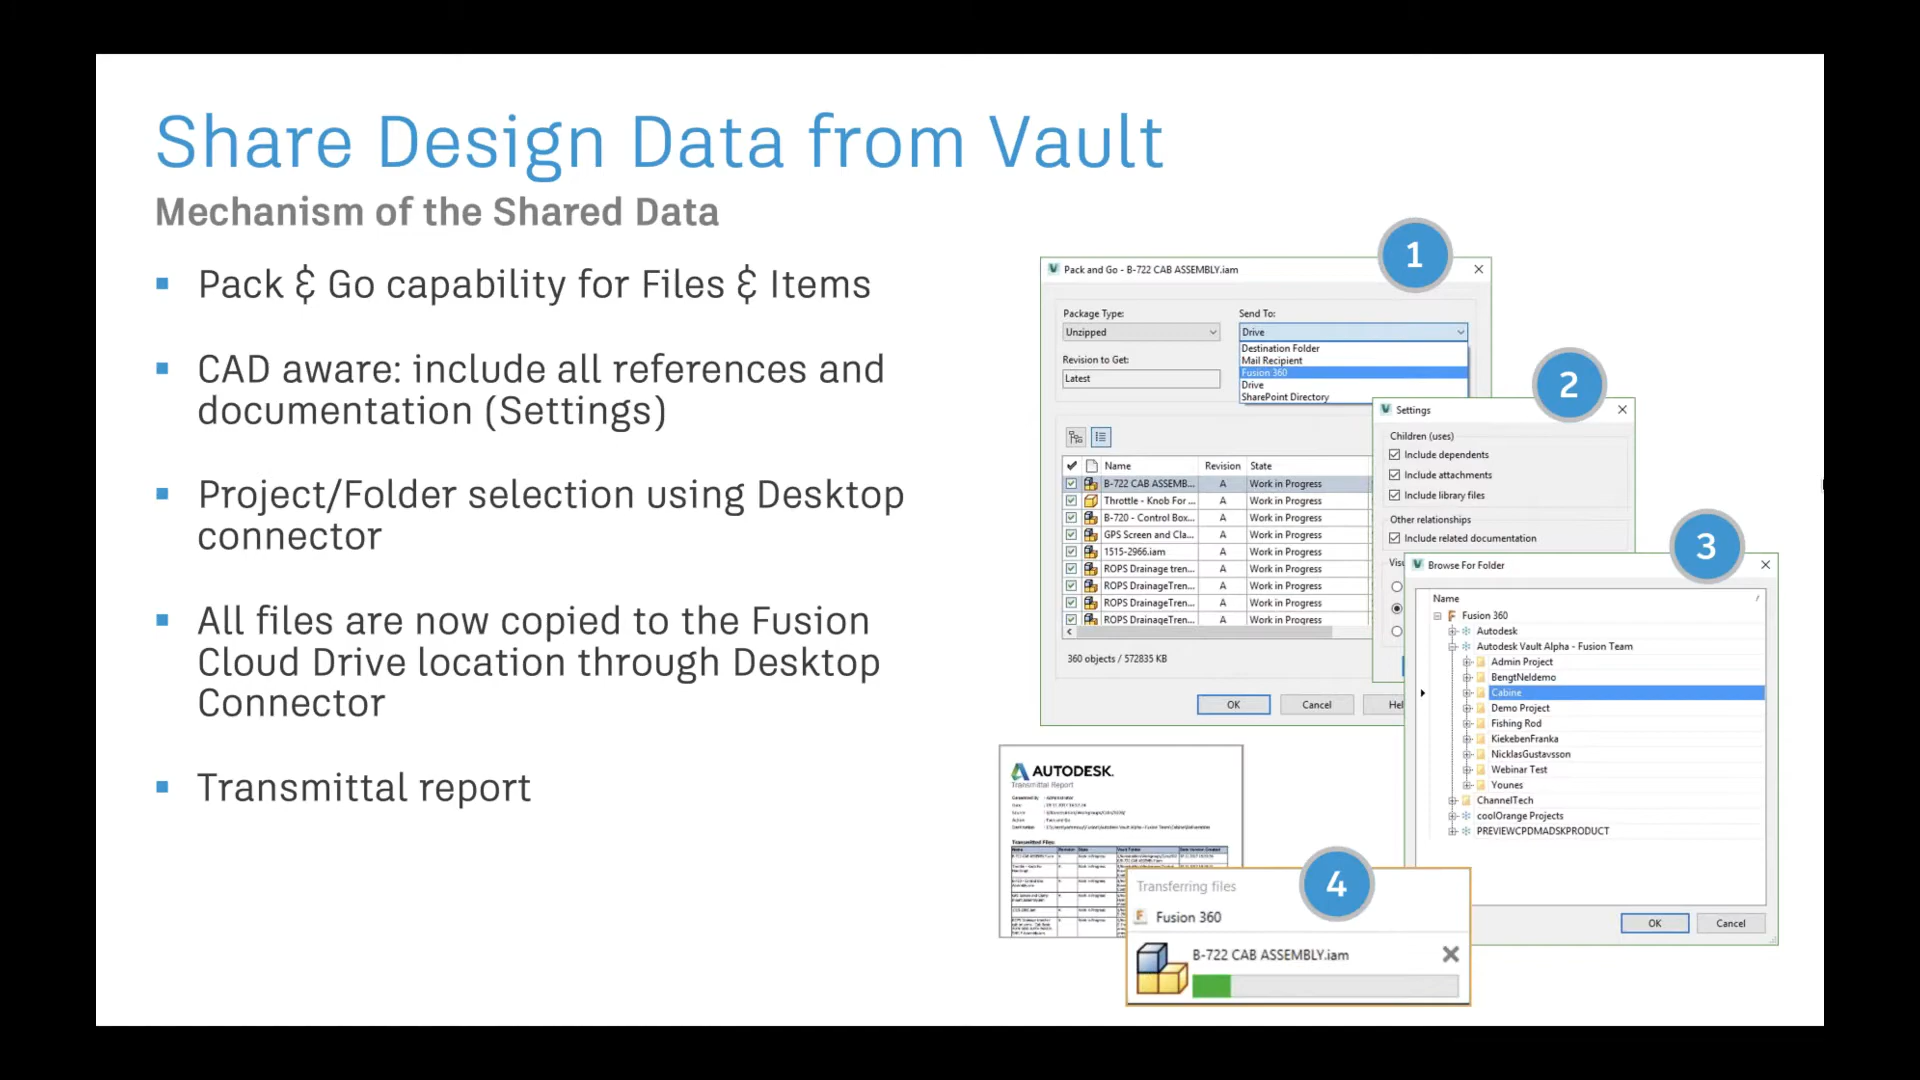 Share Design Data from Vault
Mechanism of the Shared Data
Pack & Go capability for Files & Items
CAD aware: include all references and
documentation (Settings)
Project/Folder selection using Desktop
connector
All files are now copied to the Fusion
Cloud Drive location through Desktop
Connector
Transmittal report
1
Pack and Go - B-722 CAB ASSEMBLY.iam
Package Type:
Unzipped
Send To:
Drive
Destination Folder
Mail Recipient
Fusion 360
Drive
SharePoint Directory
Revision to Get:
Latest
Name Revision State
B-722 CAB ASSEMB... A Work in Progress
Throttle - Knob For ... A Work in Progress
B-720 - Control Box... A Work in Progress
GPS Screen and Cla... A Work in Progress
1515-2966.iam A Work in Progress
ROPS Drainage tren... A Work in Progress
ROPS DrainageTren... A Work in Progress
ROPS DrainageTren... A Work in Progress
ROPS DrainageTren... A Work in Progress
360 objects / 572835 KB
OK Cancel Hel
2
Settings
Children (uses)
Include dependents
Include attachments
Include library files
Other relationships
Include related documentation
Visu
3
Browse For Folder
Name
Fusion 360
Autodesk
Autodesk Vault Alpha - Fusion Team
Admin Project
BengtNeldemo
Cabine
Demo Project
Fishing Rod
KiekebenFranka
NicklasGustavsson
Webinar Test
Younes
ChannelTech
coolOrange Projects
PREVIEWCPDMADSKPRODUCT
OK Cancel
AUTODESK.
Transmittal Report
Transmitted Files:
4
Transferring files
Fusion 360
B-722 CAB ASSEMBLY.iam